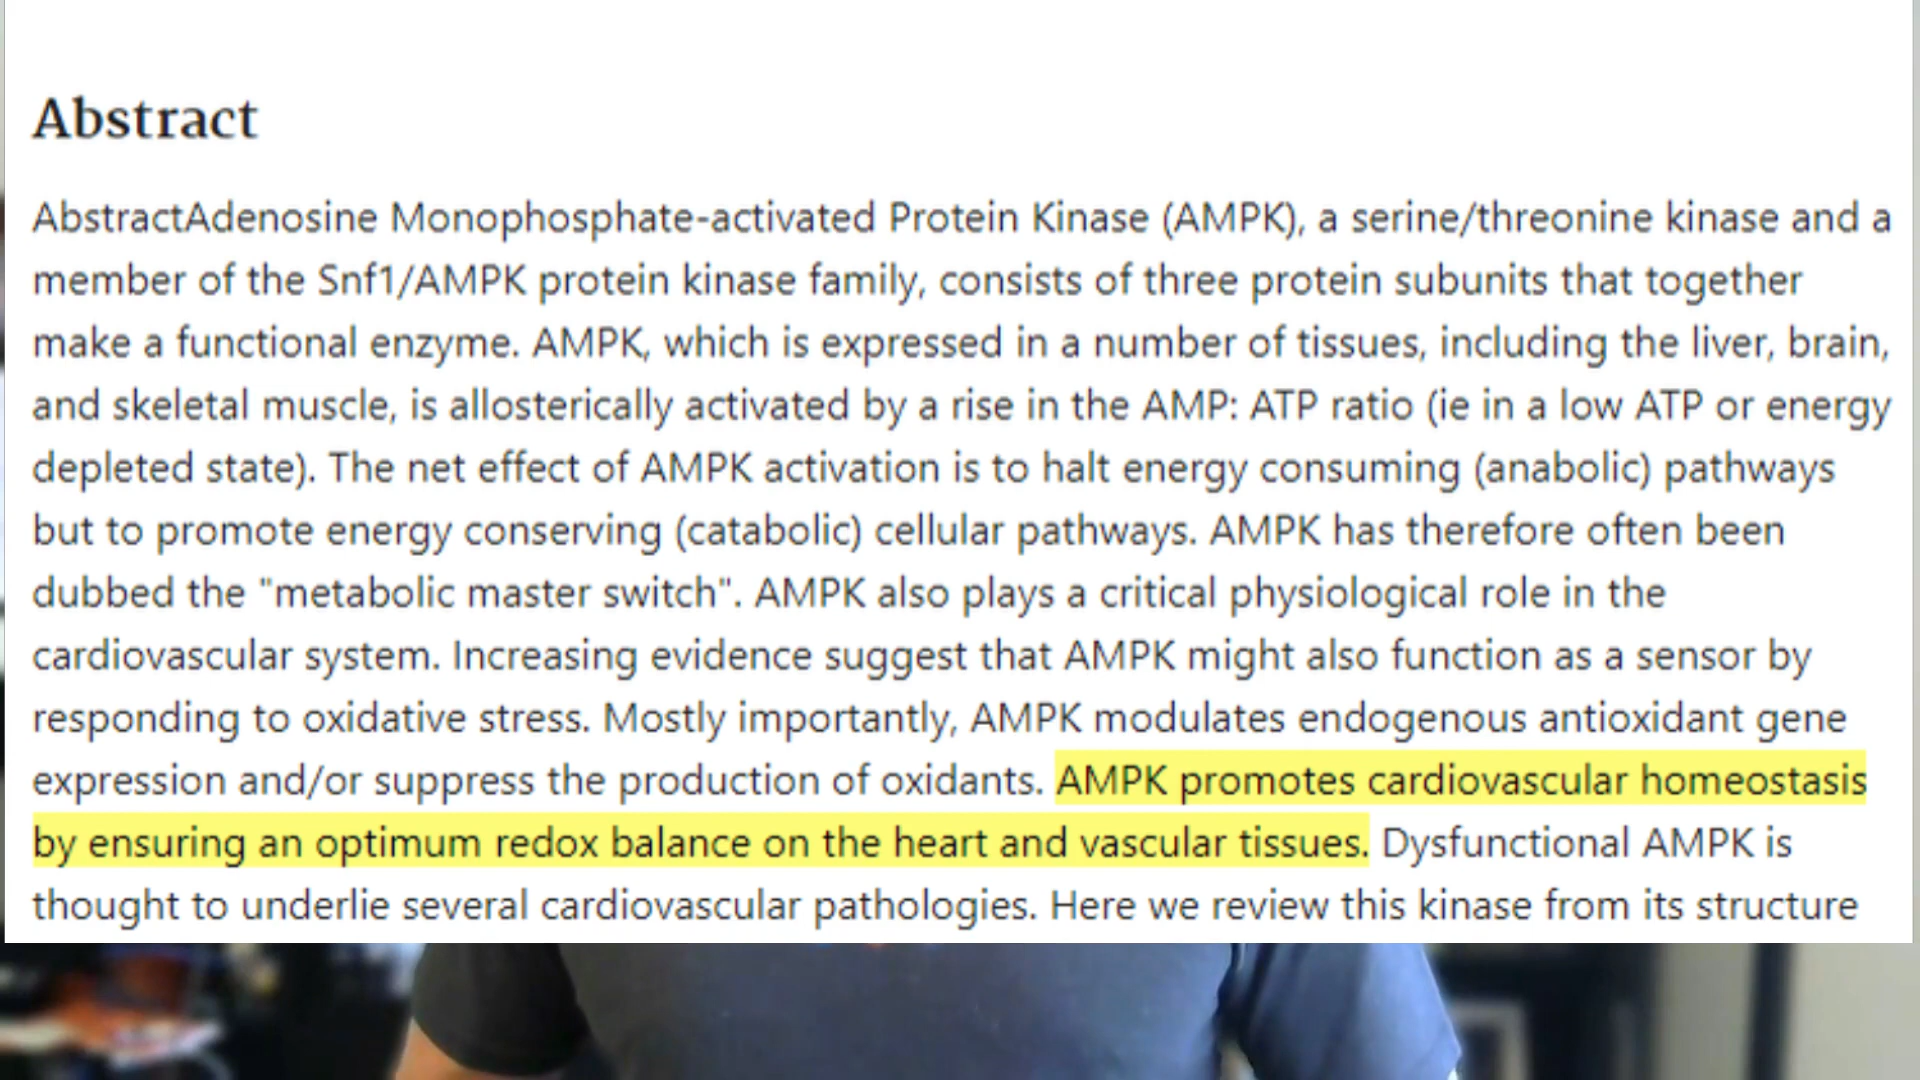 Abstract
AbstractAdenosine Monophosphate-activated Protein Kinase (AMPK), a serine/threonine kinase and a
member of the Snf1/AMPK protein kinase family, consists of three protein subunits that together
make a functional enzyme. AMPK, which is expressed in a number of tissues, including the liver, brain,
and skeletal muscle, is allosterically activated by a rise in the AMP: ATP ratio (ie in a low ATP or energy
depleted state). The net effect of AMPK activation is to halt energy consuming (anabolic) pathways
but to promote energy conserving (catabolic) cellular pathways. AMPK has therefore often been
dubbed the "metabolic master switch". AMPK also plays a critical physiological role in the
cardiovascular system. Increasing evidence suggest that AMPK might also function as a sensor by
responding to oxidative stress. Mostly importantly, AMPK modulates endogenous antioxidant gene
expression and/or suppress the production of oxidants. AMPK promotes cardiovascular homeostasis
by ensuring an optimum redox balance on the heart and vascular tissues. Dysfunctional AMPK is
thought to underlie several cardiovascular pathologies. Here we review this kinase from its structure